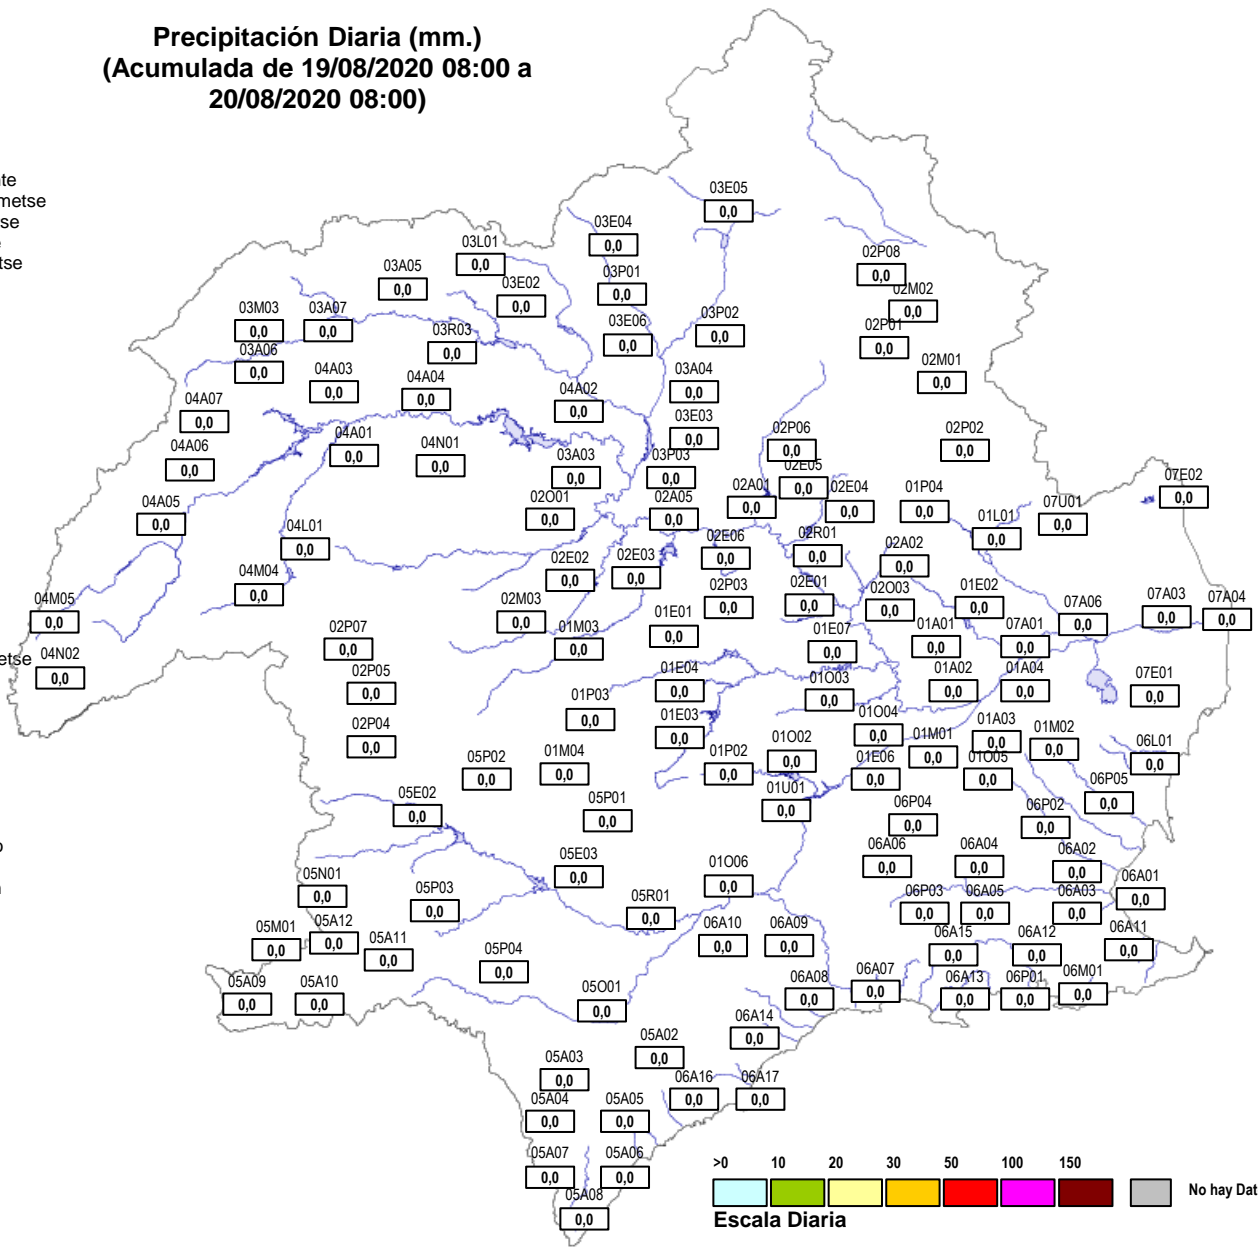 Precipitación Diaria (mm.)
(Acumulada de 19/08/2020 08:00 a
20/08/2020 08:00)
te
metse
se
tse
03E05
0,0
03E04
0,0
03L01
0,0
02P08
0,0
03A05
0,0
03P01
0,0
03E02
0,0
02M02
0,0
03M03
0,0
03A07
0,0
03P02
0,0
03E06
0,0
02P01
0,0
03R03
0,0
03A06
0,0
02M01
0,0
04A03
0,0
03A04
0,0
04A04
0,0
04A02
0,0
04A07
0,0
03E03
0,0
02P06
0,0
02P02
0,0
04A01
0,0
04N01
0,0
04A06
0,0
03A03
0,0
03P03
0,0
02E05
0,0
07E02
0,0
02A01
0,0
02E04
0,0
01P04
0,0
04A05
0,0
02O01
0,0
02A05
0,0
07U01
0,0
01L01
0,0
04L01
0,0
02R01
0,0
02E06
0,0
02A02
0,0
02E02
0,0
02E03
0,0
04M04
0,0
02P03
0,0
02E01
0,0
02O03
0,0
01E02
0,0
07A03
0,0
07A04
0,0
04M05
0,0
02M03
0,0
07A06
0,0
01E01
0,0
02P07
0,0
01M03
0,0
01E07
0,0
01A01
0,0
07A01
0,0
etse
04N02
0,0
02P05
0,0
01E04
0,0
01O03
0,0
01A02
0,0
01A04
0,0
07E01
0,0
01P03
0,0
01E03
0,0
01O04
0,0
01A03
0,0
01M02
0,0
02P04
0,0
01M01
0,0
06L01
0,0
05P02
0,0
01M04
0,0
01P02
0,0
01O02
0,0
01E06
0,0
01O05
0,0
06P05
0,0
05E02
0,0
05P01
0,0
01U01
0,0
06P04
0,0
06P02
0,0
o
05E03
0,0
06A06
0,0
06A04
0,0
06A02
0,0
05N01
0,0
05P03
0,0
01O06
0,0
06A01
0,0
05R01
0,0
06P03
0,0
06A05
0,0
06A03
0,0
05M01
0,0
05A12
0,0
05A11
0,0
06A10
0,0
06A09
0,0
06A15
0,0
06A12
0,0
06A11
0,0
05P04
0,0
05A09
0,0
05A10
0,0
05O01
0,0
06A08
0,0
06A07
0,0
06A13
0,0
06P01
0,0
06M01
0,0
05A02
0,0
06A14
0,0
05A03
0,0
06A16
0,0
06A17
0,0
05A04
0,0
05A05
0,0
05A07
0,0
05A06
0,0
05A08
0,0
>0 10 20 30 50 100 150
No hay Dat
Escala Diaria